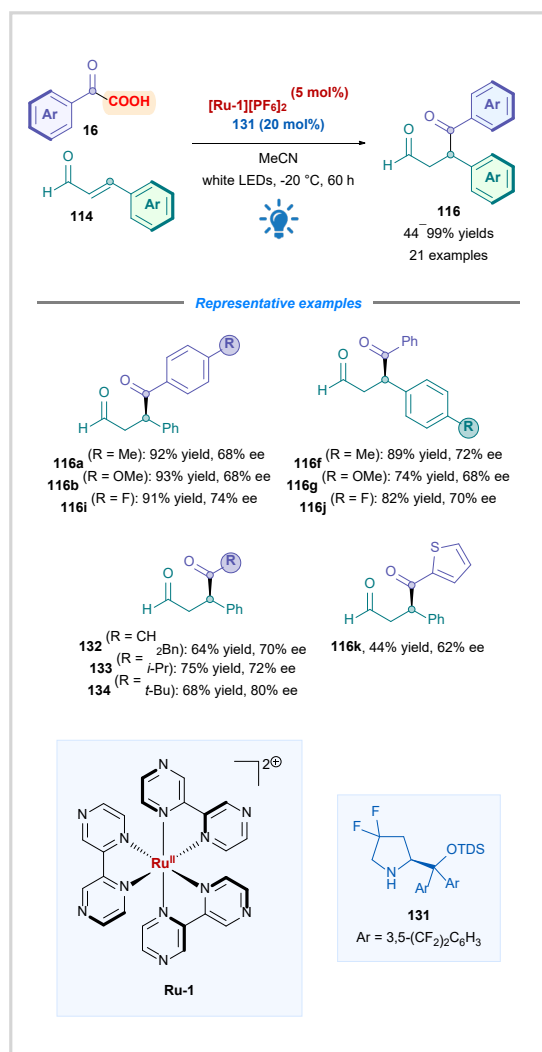 O
Ar
COOH
16
O
H
Ar
114
[Ru-1][PF6]2 (5 mol%)
131 (20 mol%)
MeCN
white LEDs, -20 °C, 60 h
O
Ar
O
H
Ar
116
44¯99% yields
21 examples
Representative examples
R
O
O
H
Ph
116a (R = Me): 92% yield, 68% ee
116b (R = OMe): 93% yield, 68% ee
116i (R = F): 91% yield, 74% ee
Ph
O
O
H
R
116f (R = Me): 89% yield, 72% ee
116g (R = OMe): 74% yield, 68% ee
116j (R = F): 82% yield, 70% ee
O
R
O
H
Ph
132 (R = CH2Bn): 64% yield, 70% ee
133 (R = i-Pr): 75% yield, 72% ee
134 (R = t-Bu): 68% yield, 80% ee
S
O
O
H
Ph
116k, 44% yield, 62% ee
2⊕
N
N
N
N
N
N
RuII
N
N
N
N
N
N
Ru-1
F
F
OTDS
N
H
Ar
Ar
131
Ar = 3,5-(CF2)2C6H3